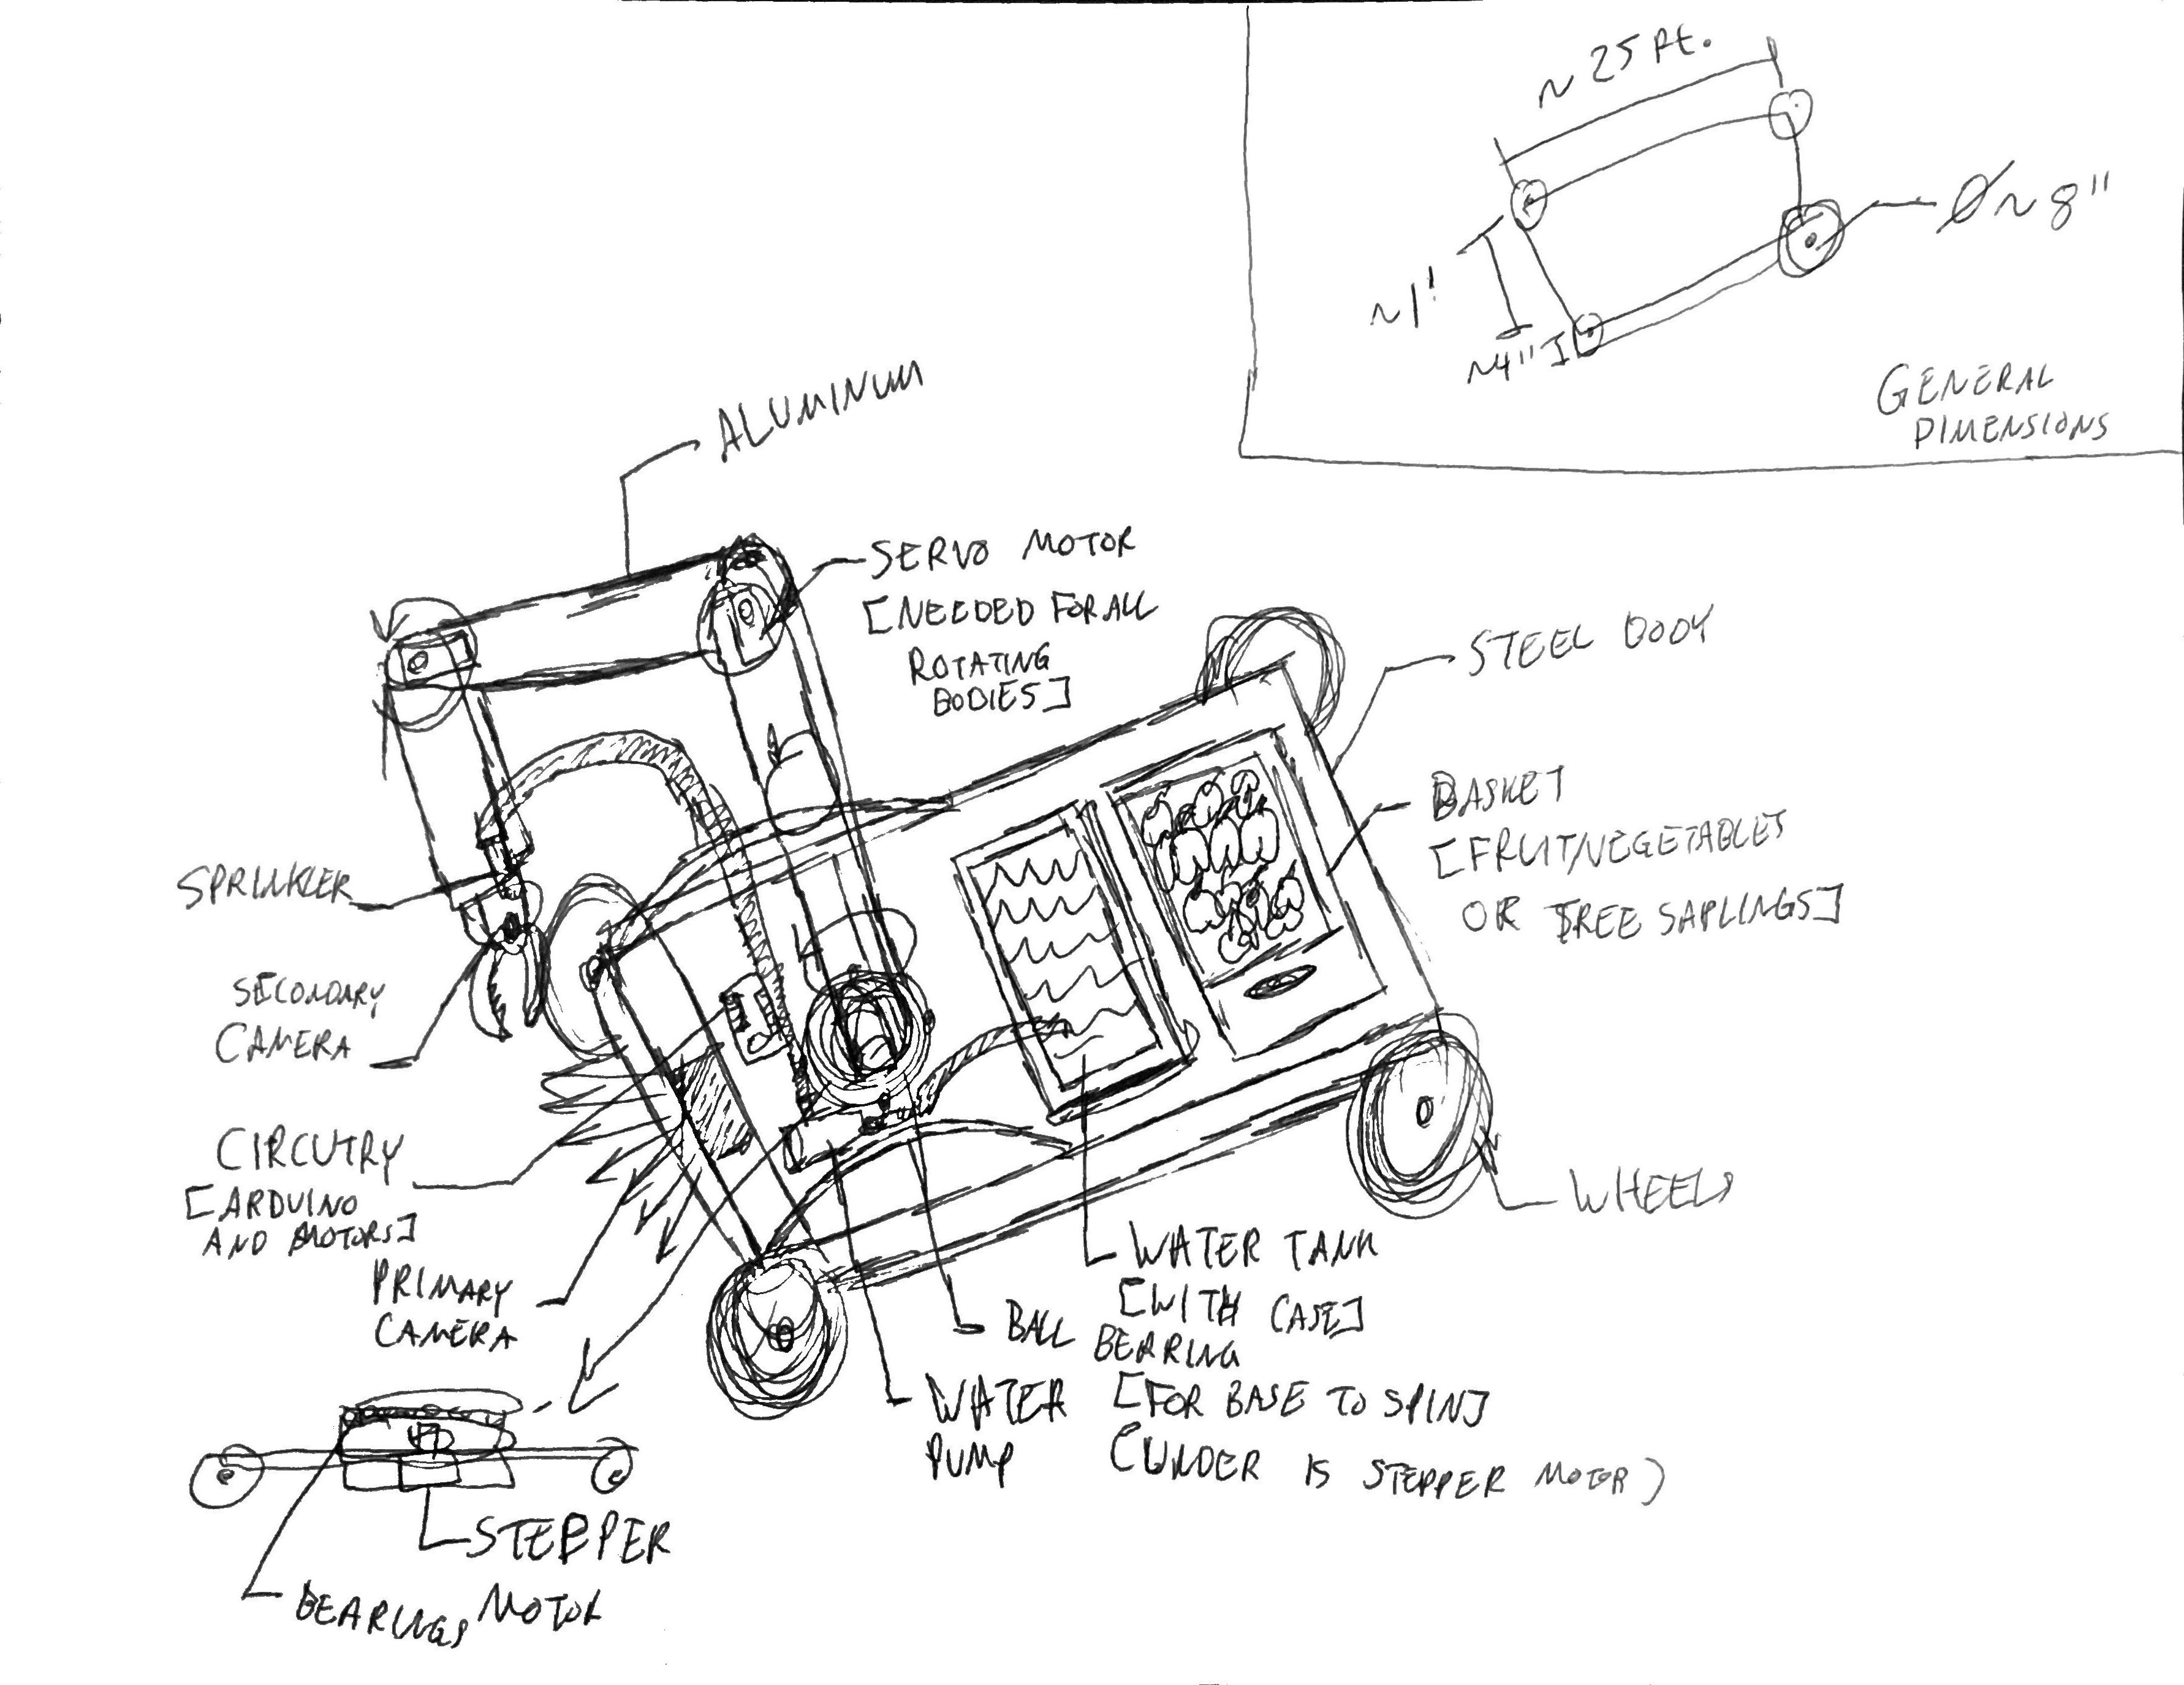 ~25 Ft.
Ø~8"
~1'
~4"
GENERAL
DIMENSIONS
ALUMINUM
SERVO MOTOR
[NEEDED FOR ALL
ROTATING
BODIES]
STEEL BODY
BASKET
[FRUIT/VEGETABLES
OR TREE SAPLINGS]
SPRINKLER
SECONDARY
CAMERA
CIRCUTRY
[ARDUINO
AND MOTORS]
PRIMARY
CAMERA
WHEELS
WATER TANK
[WITH CASE]
BALL
BEARING
[FOR BASE TO SPIN]
(UNDER IS STEPPER MOTOR)
WATER
PUMP
STEPPER
MOTOR
BEARINGS